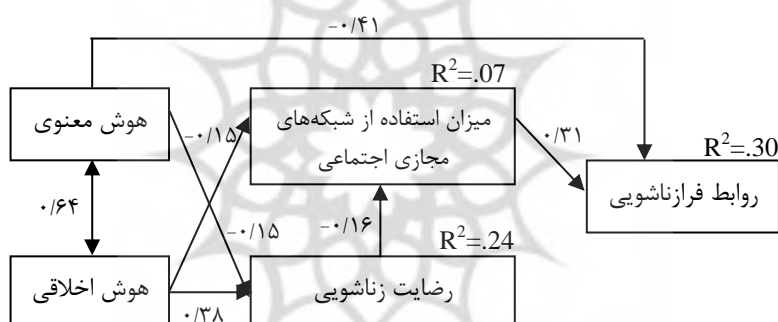 -۰/۴۱
R²=.07
هوش معنوی
میزان استفاده از شبکه‌های
مجازی اجتماعی
-۰/۱۵
۰/۳۱
R²=.30
روابط فرازناشویی
۰/۶۴
-۰/۱۵
-۰/۱۶
R²=.24
هوش اخلاقی
رضایت زناشویی
۰/۳۸